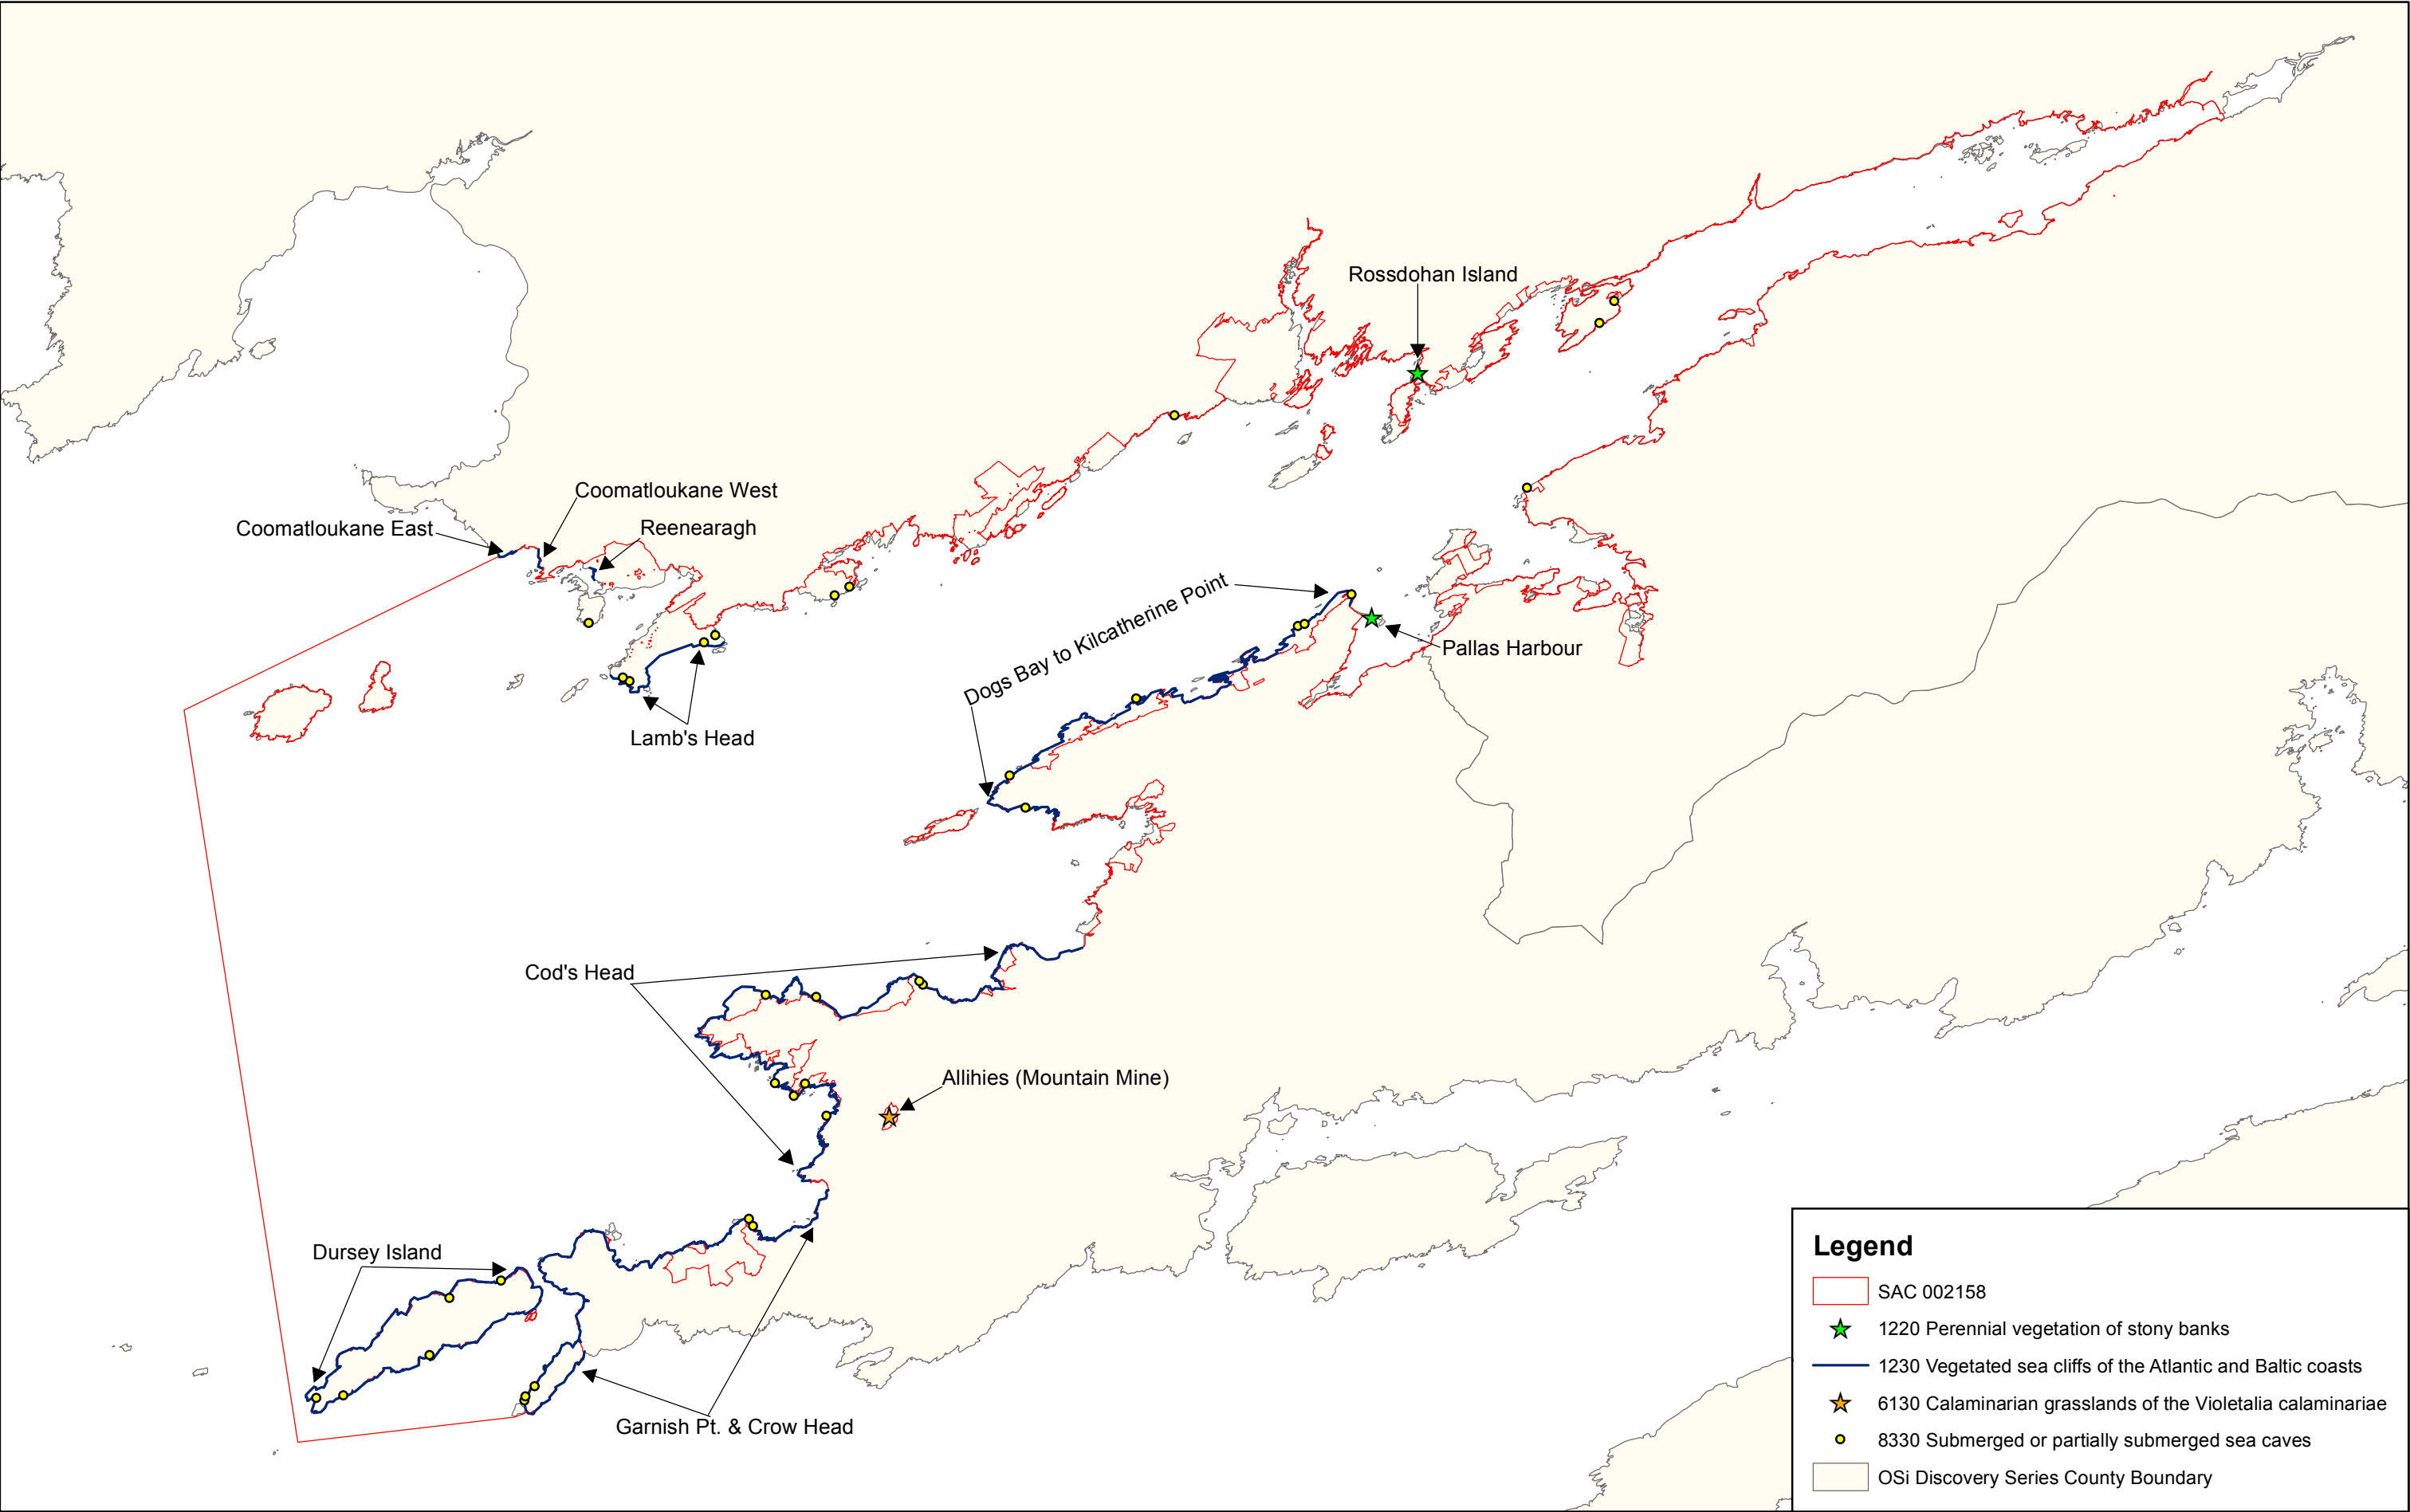 Rossdohan Island
Coomatloukane West
Coomatloukane East
Reenearagh
Dogs Bay to Kilcatherine Point
Pallas Harbour
Lamb's Head
Cod's Head
Allihies (Mountain Mine)
Dursey Island
Garnish Pt. & Crow Head
Legend
SAC 002158
1220 Perennial vegetation of stony banks
1230 Vegetated sea cliffs of the Atlantic and Baltic coasts
6130 Calaminarian grasslands of the Violetalia calaminariae
8330 Submerged or partially submerged sea caves
OSi Discovery Series County Boundary